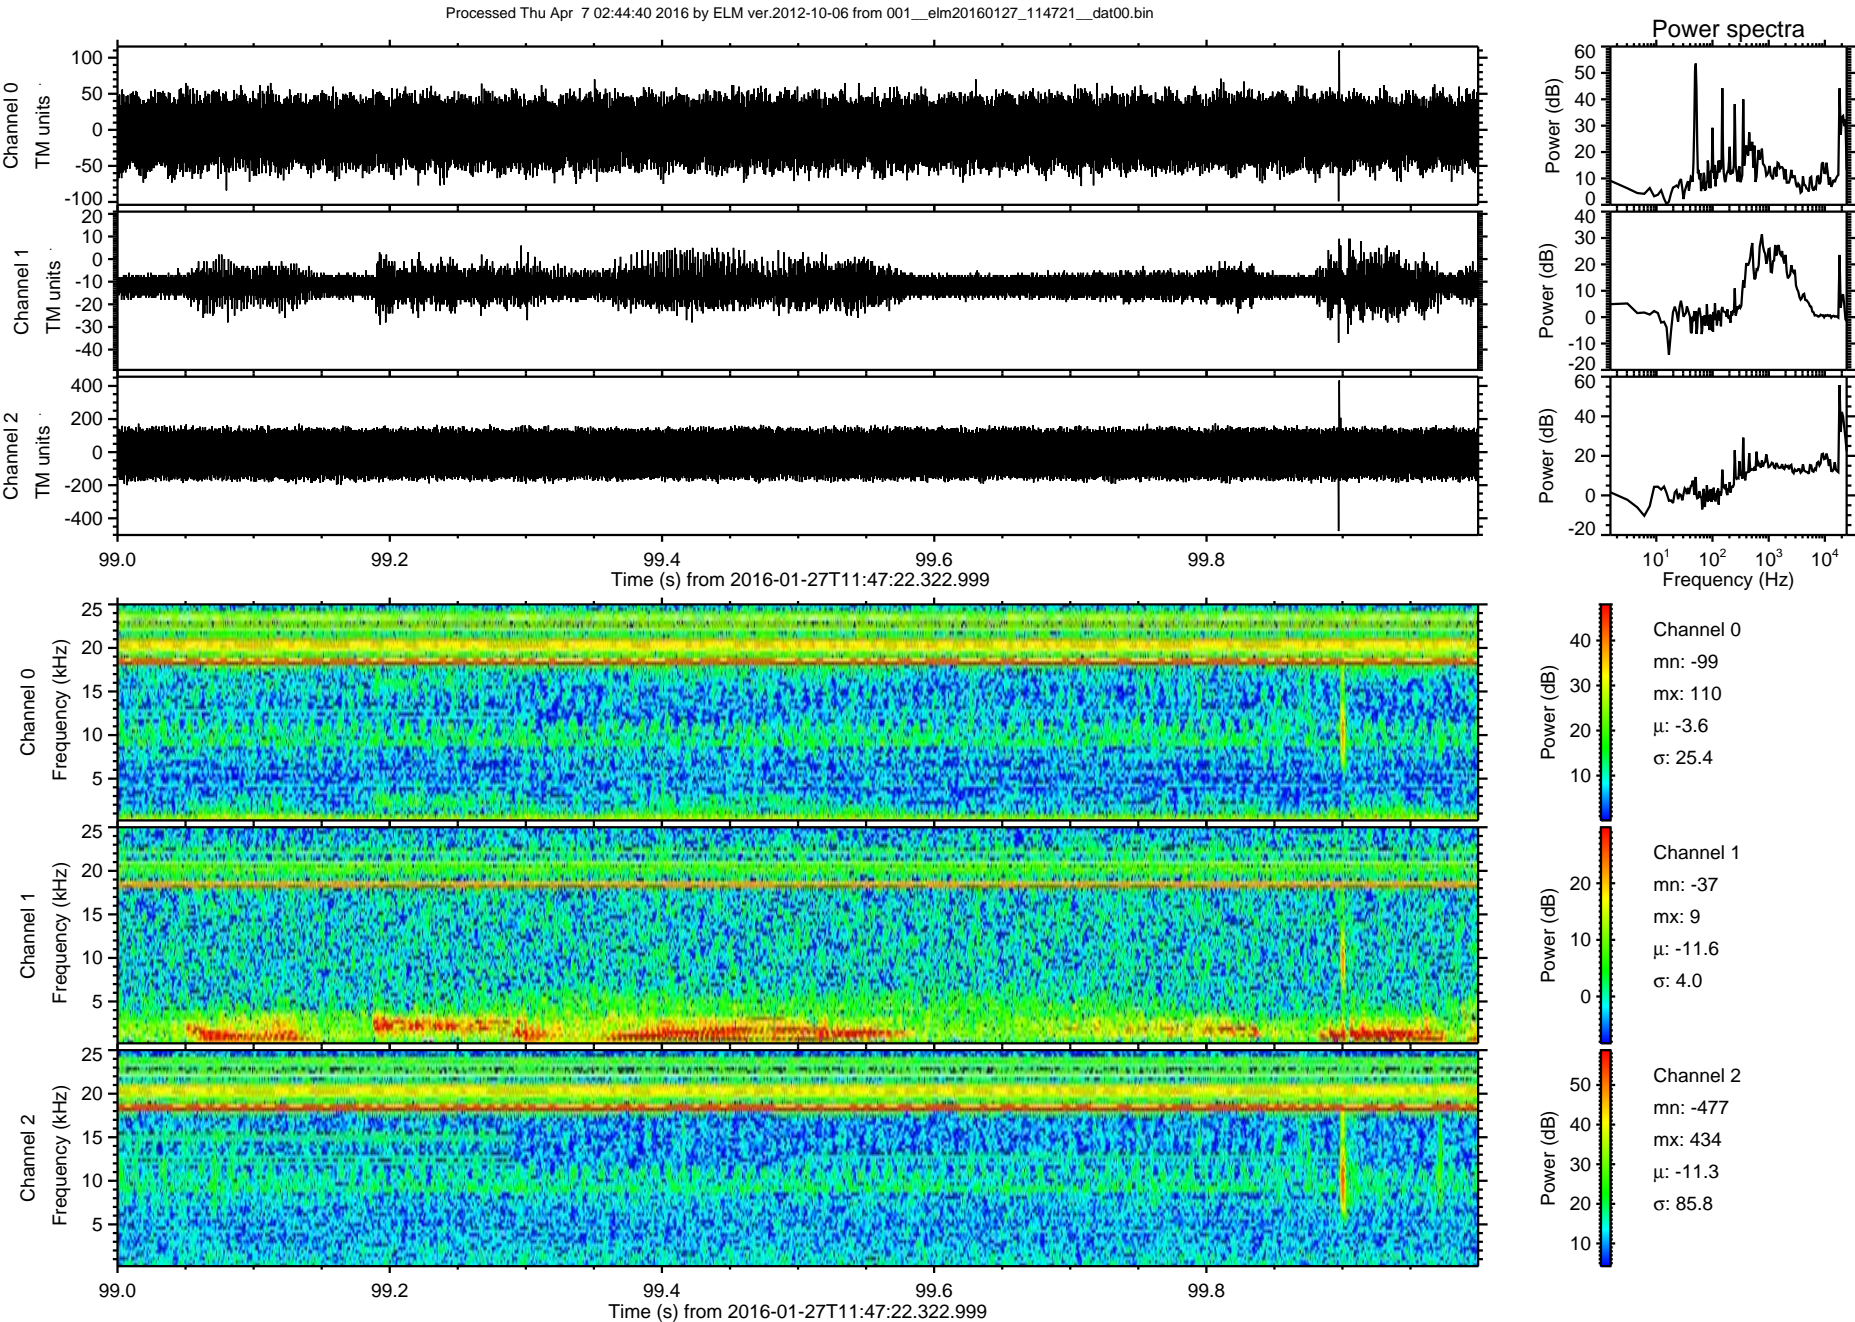 Processed Thu Apr  7 02:44:40 2016 by ELM ver.2012-10-06 from 001__elm20160127_114721__dat00.bin
Power spectra
Channel 0
TM units
100
50
0
-50
-100
Power (dB)
60
50
40
30
20
10
0
Channel 1
TM units
20
10
0
-10
-20
-30
-40
Power (dB)
40
30
20
10
0
-10
-20
Channel 2
TM units
400
200
0
-200
-400
Power (dB)
60
40
20
0
-20
99.0 99.2 99.4 99.6 99.8
Time (s) from 2016-01-27T11:47:22.322.999
10^1 10^2 10^3 10^4
Frequency (Hz)
Channel 0
Frequency (kHz)
25
20
15
10
5
Power (dB)
40
30
20
10
Channel 0
mn: -99
mx: 110
μ: -3.6
σ: 25.4
Channel 1
Frequency (kHz)
25
20
15
10
5
Power (dB)
20
10
0
Channel 1
mn: -37
mx: 9
μ: -11.6
σ: 4.0
Channel 2
Frequency (kHz)
25
20
15
10
5
Power (dB)
50
40
30
20
10
Channel 2
mn: -477
mx: 434
μ: -11.3
σ: 85.8
99.0 99.2 99.4 99.6 99.8
Time (s) from 2016-01-27T11:47:22.322.999